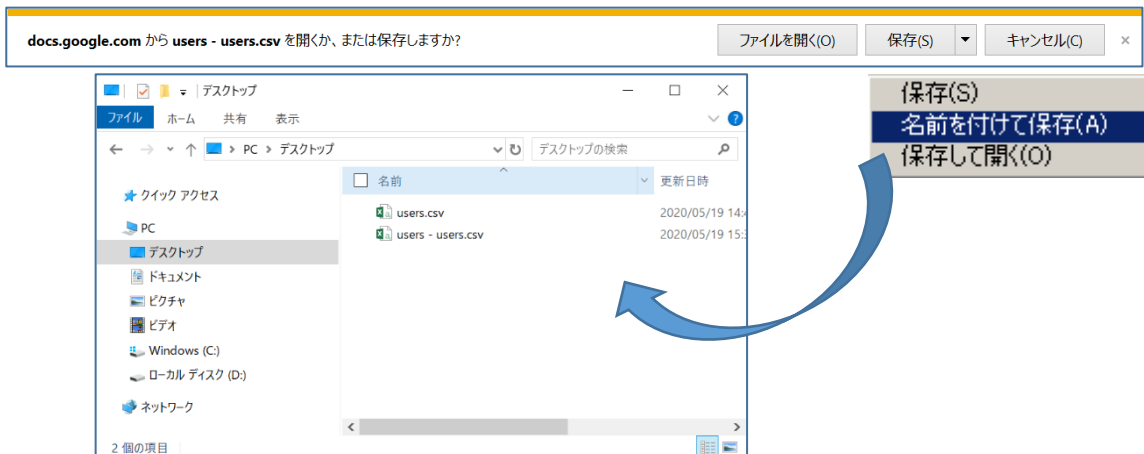 docs.google.com から users - users.csv を開くか、または保存しますか?
ファイルを開く(O)
保存(S)
キャンセル(C)
×
保存(S)
名前を付けて保存(A)
保存して開く(O)
デスクトップ
ファイル ホーム 共有 表示
PC > デスクトップ
デスクトップの検索
クイック アクセス
PC
デスクトップ
ドキュメント
ピクチャ
ビデオ
Windows (C:)
ローカル ディスク (D:)
ネットワーク
名前 更新日時
users.csv 2020/05/19 14:
users - users.csv 2020/05/19 15:
2 個の項目